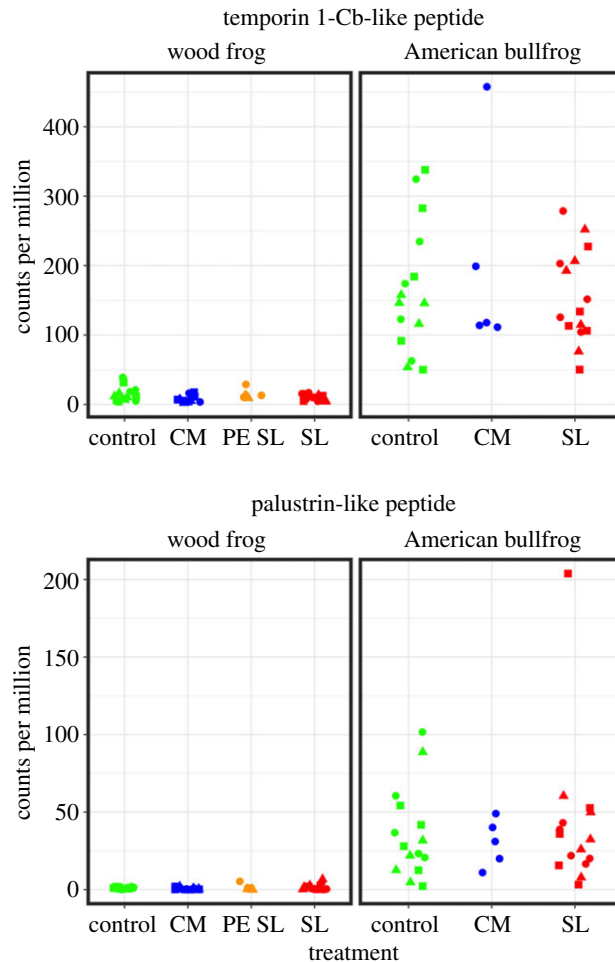 temporin 1-Cb-like peptide
wood frog American bullfrog
counts per million
400
300
200
100
0
control CM PE SL SL control CM SL
palustrin-like peptide
wood frog American bullfrog
counts per million
200
150
100
50
0
control CM PE SL SL control CM SL
treatment